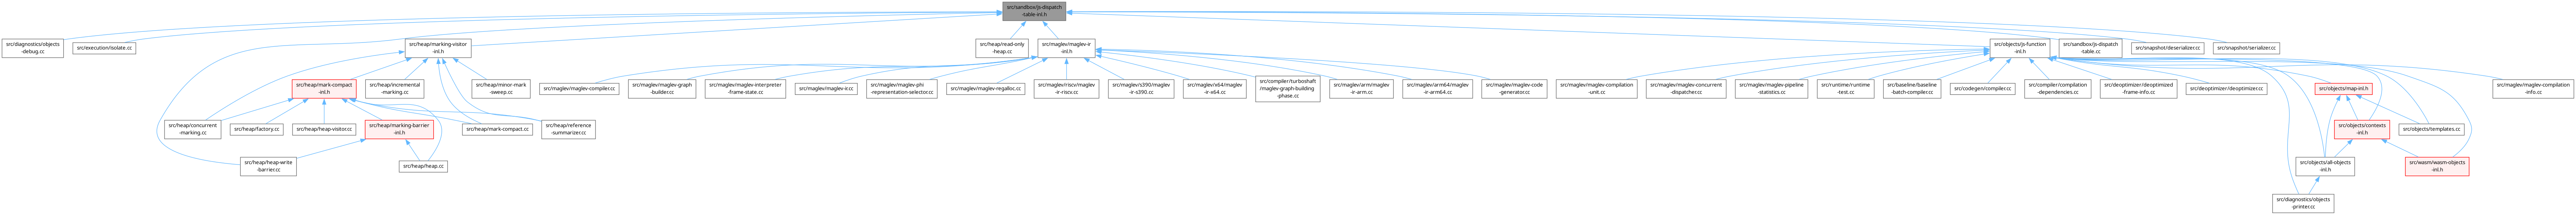 src/sandbox/js-dispatch
-table-inl.h
src/diagnostics/objects
-debug.cc
src/execution/isolate.cc
src/heap/marking-visitor
-inl.h
src/heap/read-only
-heap.cc
src/maglev/maglev-ir
-inl.h
src/objects/js-function
-inl.h
src/sandbox/js-dispatch
-table.cc
src/snapshot/deserializer.cc
src/snapshot/serializer.cc
src/heap/mark-compact
-inl.h
src/heap/incremental
-marking.cc
src/heap/minor-mark
-sweep.cc
src/maglev/maglev-compiler.cc
src/maglev/maglev-graph
-builder.cc
src/maglev/maglev-interpreter
-frame-state.cc
src/maglev/maglev-ir.cc
src/maglev/maglev-phi
-representation-selector.cc
src/maglev/maglev-regalloc.cc
src/maglev/riscv/maglev
-ir-riscv.cc
src/maglev/s390/maglev
-ir-s390.cc
src/maglev/x64/maglev
-ir-x64.cc
src/compiler/turboshaft
/maglev-graph-building
-phase.cc
src/maglev/arm/maglev
-ir-arm.cc
src/maglev/arm64/maglev
-ir-arm64.cc
src/maglev/maglev-code
-generator.cc
src/maglev/maglev-compilation
-unit.cc
src/maglev/maglev-concurrent
-dispatcher.cc
src/maglev/maglev-pipeline
-statistics.cc
src/runtime/runtime
-test.cc
src/baseline/baseline
-batch-compiler.cc
src/codegen/compiler.cc
src/compiler/compilation
-dependencies.cc
src/deoptimizer/deoptimized
-frame-info.cc
src/deoptimizer/deoptimizer.cc
src/objects/map-inl.h
src/maglev/maglev-compilation
-info.cc
src/heap/concurrent
-marking.cc
src/heap/factory.cc
src/heap/heap-visitor.cc
src/heap/marking-barrier
-inl.h
src/heap/mark-compact.cc
src/heap/reference
-summarizer.cc
src/objects/contexts
-inl.h
src/objects/templates.cc
src/heap/heap-write
-barrier.cc
src/heap/heap.cc
src/objects/all-objects
-inl.h
src/wasm/wasm-objects
-inl.h
src/diagnostics/objects
-printer.cc